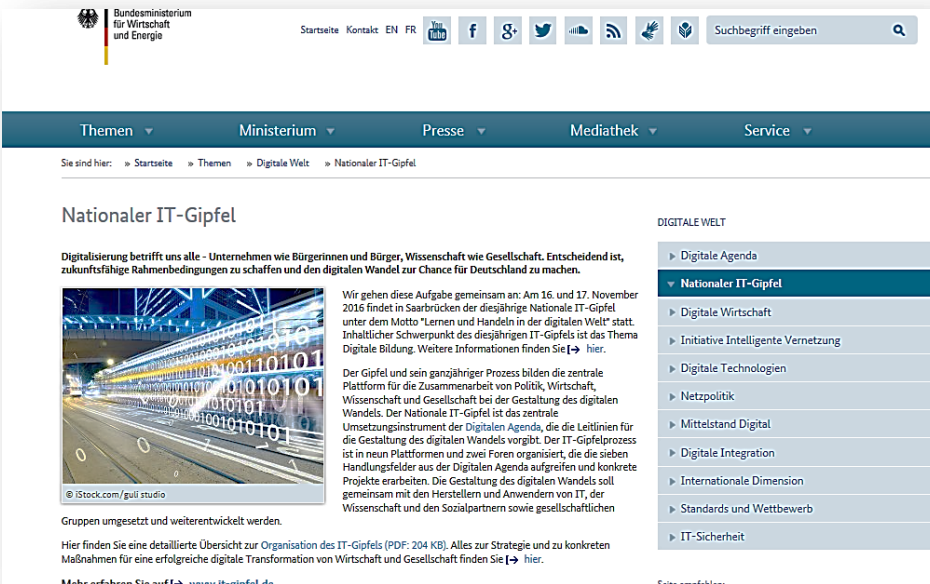 Bundesministerium
für Wirtschaft
und Energie
Startseite Kontakt EN FR
You Tube
Suchbegriff eingeben
Themen Ministerium Presse Mediathek Service
Sie sind hier: » Startseite » Themen » Digitale Welt » Nationaler IT-Gipfel
Nationaler IT-Gipfel
Digitalisierung betrifft uns alle - Unternehmen wie Bürgerinnen und Bürger, Wissenschaft wie Gesellschaft. Entscheidend ist,
zukunftsfähige Rahmenbedingungen zu schaffen und den digitalen Wandel zur Chance für Deutschland zu machen.
Wir gehen diese Aufgabe gemeinsam an: Am 16. und 17. November
2016 findet in Saarbrücken der diesjährige Nationale IT-Gipfel
unter dem Motto "Lernen und Handeln in der digitalen Welt" statt.
Inhaltlicher Schwerpunkt des diesjährigen IT-Gipfels ist das Thema
Digitale Bildung. Weitere Informationen finden Sie [→ hier.
Der Gipfel und sein ganzjähriger Prozess bilden die zentrale
Plattform für die Zusammenarbeit von Politik, Wirtschaft,
Wissenschaft und Gesellschaft bei der Gestaltung des digitalen
Wandels. Der Nationale IT-Gipfel ist das zentrale
Umsetzungsinstrument der Digitalen Agenda, die die Leitlinien für
die Gestaltung des digitalen Wandels vorgibt. Der IT-Gipfelprozess
ist in neun Plattformen und zwei Foren organisiert, die die sieben
Handlungsfelder aus der Digitalen Agenda aufgreifen und konkrete
Projekte erarbeiten. Die Gestaltung des digitalen Wandels soll
gemeinsam mit den Herstellern und Anwendern von IT, der
Wissenschaft und den Sozialpartnern sowie gesellschaftlichen
© iStock.com/guli studio
Gruppen umgesetzt und weiterentwickelt werden.
Hier finden Sie eine detaillierte Übersicht zur Organisation des IT-Gipfels (PDF: 204 KB). Alles zur Strategie und zu konkreten
Maßnahmen für eine erfolgreiche digitale Transformation von Wirtschaft und Gesellschaft finden Sie [→ hier.
Mehr erfahren Sie auf [→ www.it-gipfel.de
DIGITALE WELT
Digitale Agenda
Nationaler IT-Gipfel
Digitale Wirtschaft
Initiative Intelligente Vernetzung
Digitale Technologien
Netzpolitik
Mittelstand Digital
Digitale Integration
Internationale Dimension
Standards und Wettbewerb
IT-Sicherheit
Seite empfehlen: